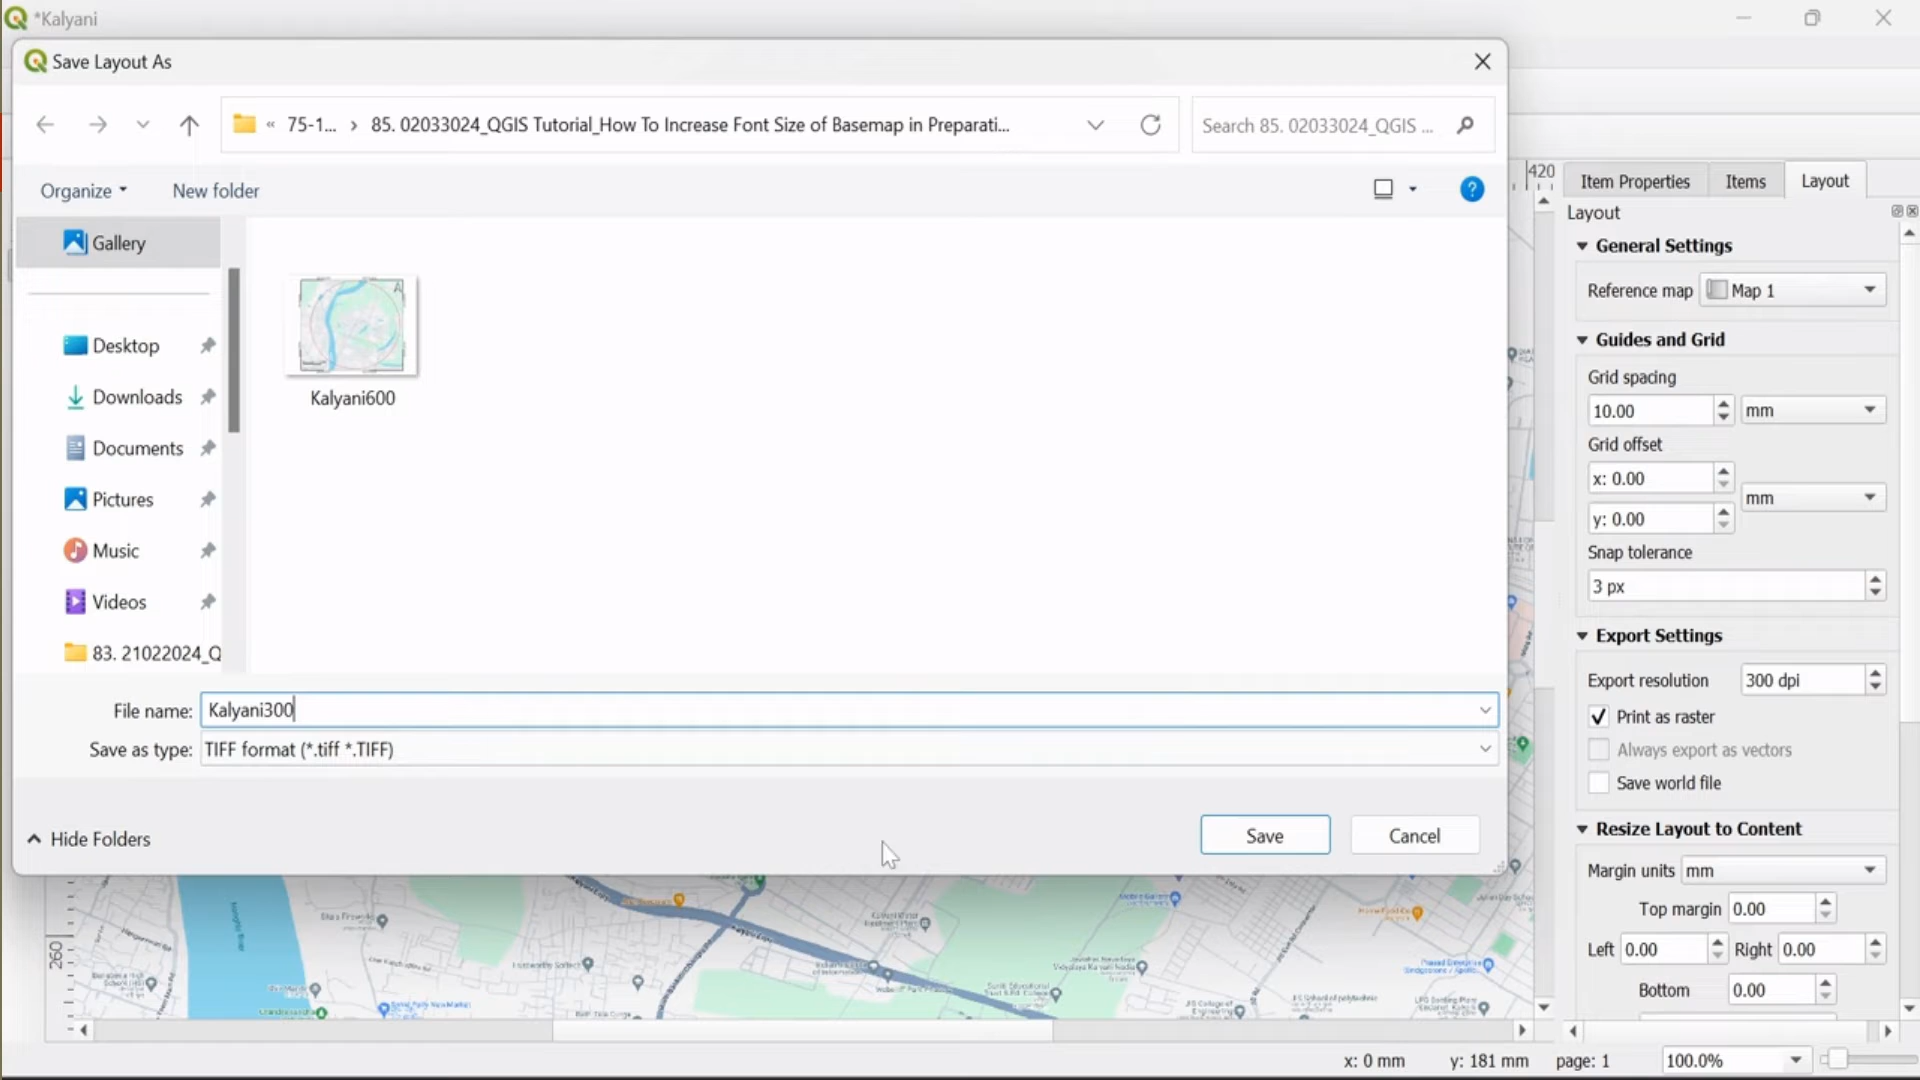 *Kalyani
Save Layout As
« 75-1... › 85. 02033024_QGIS Tutorial_How To Increase Font Size of Basemap in Preparati...
Search 85. 02033024_QGIS ...
Organize
New folder
?
Gallery
Desktop
Downloads
Documents
Pictures
Music
Videos
83. 21022024_Q
Kalyani600
File name: Kalyani300
Save as type: TIFF format (*.tiff *.TIFF)
Hide Folders
Save
Cancel
420
Item Properties
Items
Layout
Layout
General Settings
Reference map Map 1
Guides and Grid
Grid spacing
10.00 mm
Grid offset
x: 0.00
mm
y: 0.00
Snap tolerance
3 px
Export Settings
Export resolution 300 dpi
Print as raster
Always export as vectors
Save world file
Resize Layout to Content
Margin units mm
Top margin 0.00
Left 0.00 Right 0.00
Bottom 0.00
260
x: 0 mm y: 181 mm page: 1 100.0%